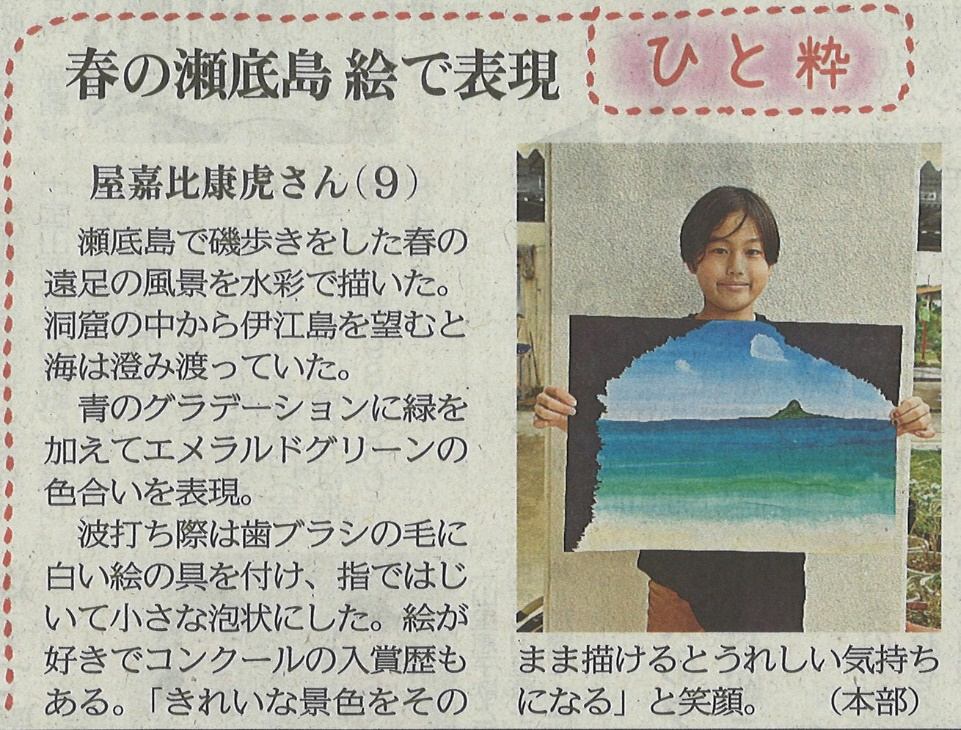 春の瀬底島 絵で表現
ひと粋
屋嘉比康虎さん（９）
　瀬底島で磯歩きをした春の
遠足の風景を水彩で描いた。
洞窟の中から伊江島を望むと
海は澄み渡っていた。
　青のグラデーションに緑を
加えてエメラルドグリーンの
色合いを表現。
　波打ち際は歯ブラシの毛に
白い絵の具を付け、指ではじ
いて小さな泡状にした。絵が
好きでコンクールの入賞歴も
ある。「きれいな景色をその
まま描けるとうれしい気持ち
になる」と笑顔。　（本部）